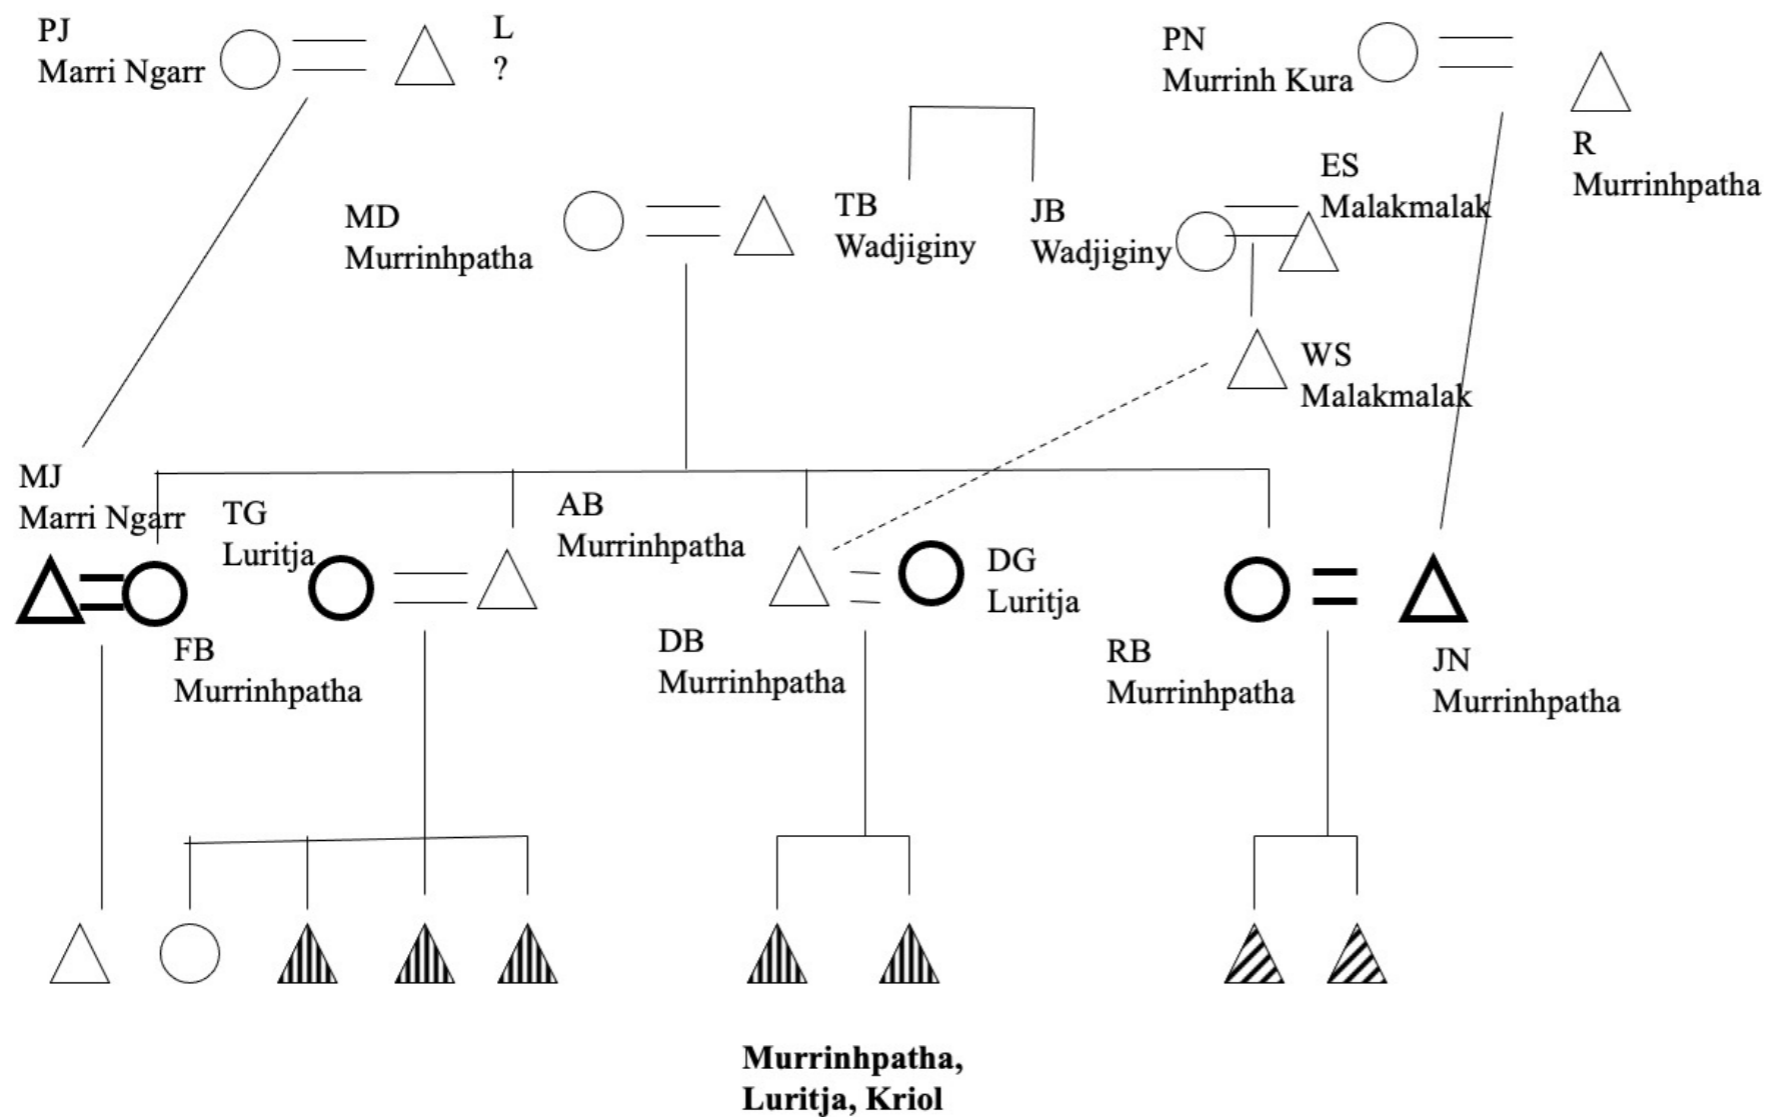 PJ
Marri Ngarr
L
?
PN
Murrinh Kura
R
Murrinhpatha
MD
Murrinhpatha
TB
Wadjiginy
JB
Wadjiginy
ES
Malakmalak
WS
Malakmalak
MJ
Marri Ngarr
TG
Luritja
AB
Murrinhpatha
DG
Luritja
FB
Murrinhpatha
DB
Murrinhpatha
RB
Murrinhpatha
JN
Murrinhpatha
Murrinhpatha,
Luritja, Kriol